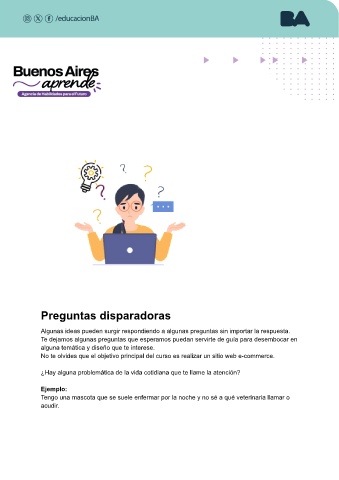 /educacionBA
BA
Buenos Aires
aprende
Agencia de Habilidades para el Futuro
Preguntas disparadoras
Algunas ideas pueden surgir respondiendo a algunas preguntas sin importar la respuesta.
Te dejamos algunas preguntas que esperamos puedan servirte de guía para desembocar en
alguna temática y diseño que te interese.
No te olvides que el objetivo principal del curso es realizar un sitio web e-commerce.
¿Hay alguna problemática de la vida cotidiana que te llame la atención?
Ejemplo:
Tengo una mascota que se suele enfermar por la noche y no sé a qué veterinaria llamar o
acudir.